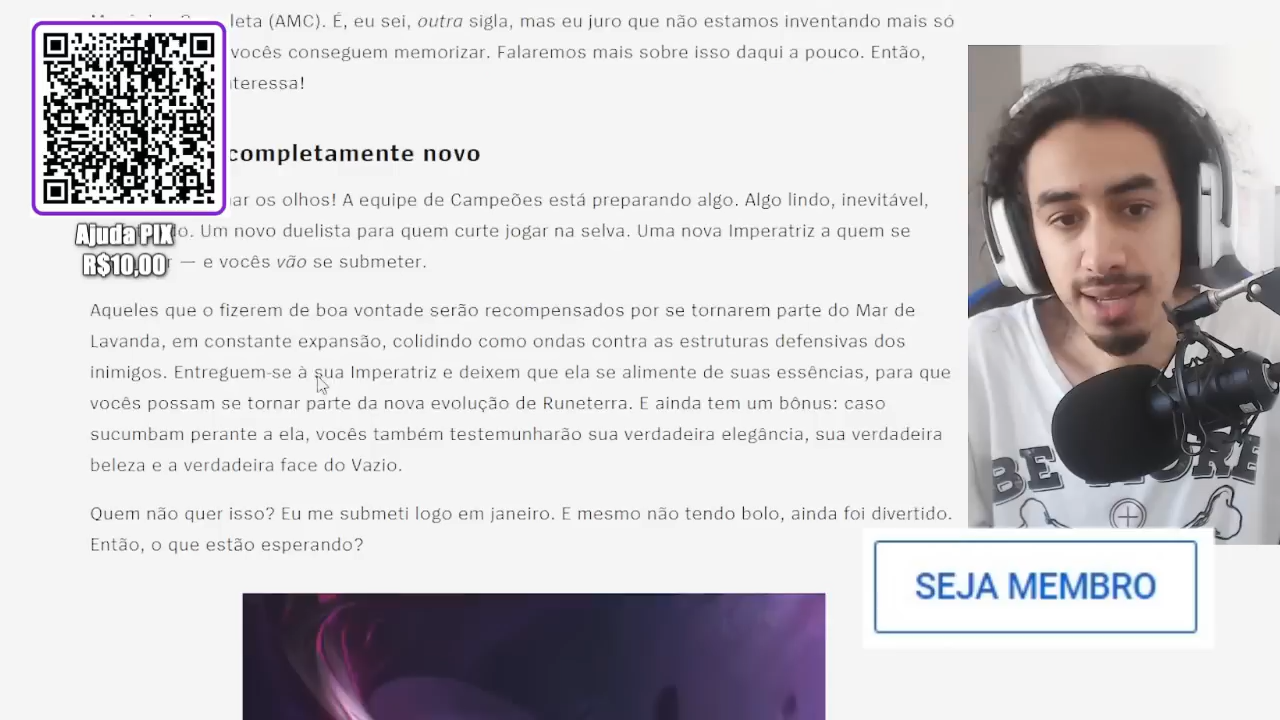 leta (AMC). É, eu sei, outra sigla, mas eu juro que não estamos inventando mais só
vocês conseguem memorizar. Falaremos mais sobre isso daqui a pouco. Então,
teressa!
completamente novo
ar os olhos! A equipe de Campeões está preparando algo. Algo lindo, inevitável,
do. Um novo duelista para quem curte jogar na selva. Uma nova Imperatriz a quem se
r — e vocês vão se submeter.
Ajuda PIX
R$10,00
Aqueles que o fizerem de boa vontade serão recompensados por se tornarem parte do Mar de
Lavanda, em constante expansão, colidindo como ondas contra as estruturas defensivas dos
inimigos. Entreguem-se à sua Imperatriz e deixem que ela se alimente de suas essências, para que
vocês possam se tornar parte da nova evolução de Runeterra. E ainda tem um bônus: caso
sucumbam perante a ela, vocês também testemunharão sua verdadeira elegância, sua verdadeira
beleza e a verdadeira face do Vazio.
Quem não quer isso? Eu me submeti logo em janeiro. E mesmo não tendo bolo, ainda foi divertido.
Então, o que estão esperando?
BE MORE
SEJA MEMBRO